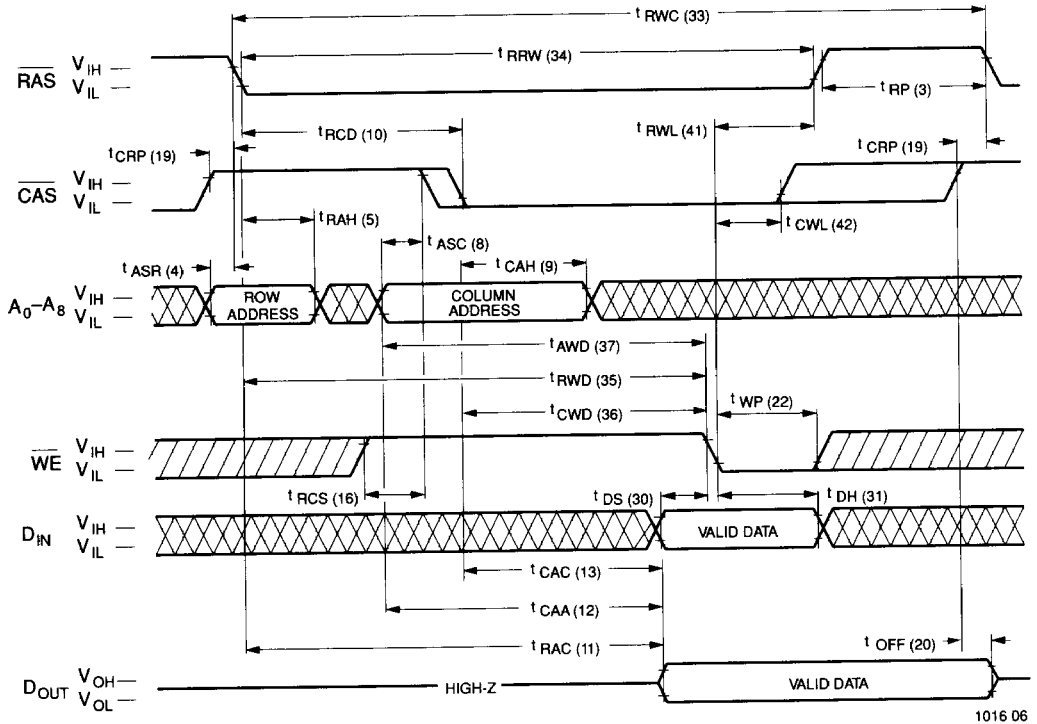 t RWC (33)
t RRW (34)
RAS V IH
V IL
t RP (3)
t RCD (10)
t RWL (41)
t CRP (19)
t CRP (19)
CAS V IH
V IL
t RAH (5)
t CWL (42)
t ASC (8)
t ASR (4)
t CAH (9)
A0–A8 V IH
V IL
ROW ADDRESS
COLUMN ADDRESS
t AWD (37)
t RWD (35)
t WP (22)
t CWD (36)
WE V IH
V IL
t RCS (16)
t DS (30)
t DH (31)
D IN V IH
V IL
VALID DATA
t CAC (13)
t CAA (12)
t RAC (11)
t OFF (20)
D OUT V OH
V OL
HIGH-Z
VALID DATA
1016 06